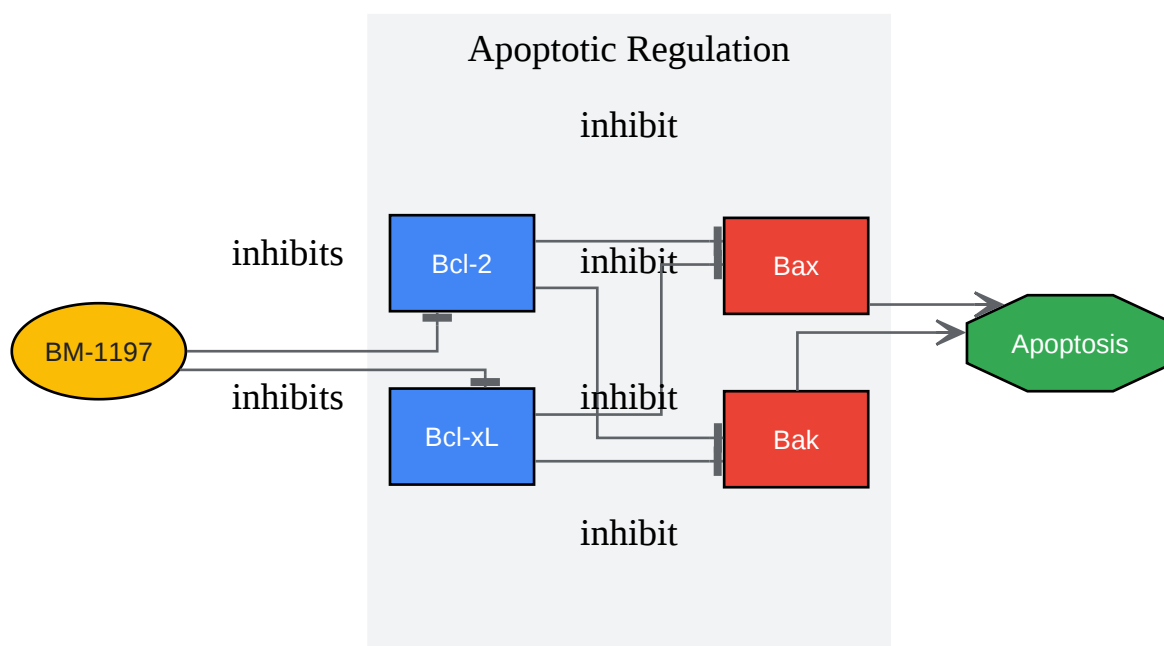 Apoptotic Regulation
inhibit
inhibits
Bcl-2
inhibit
Bax
BM-1197
Apoptosis
inhibits
Bcl-xL
inhibit
Bak
inhibit